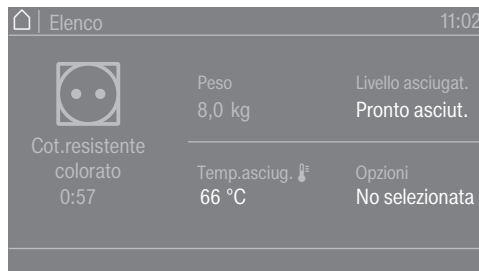 Elenco
11:02
Cot.resistente
colorato
0:57
Peso
8,0 kg
Livello asciugat.
Pronto asciut.
Temp.asciug.
66 °C
Opzioni
No selezionata